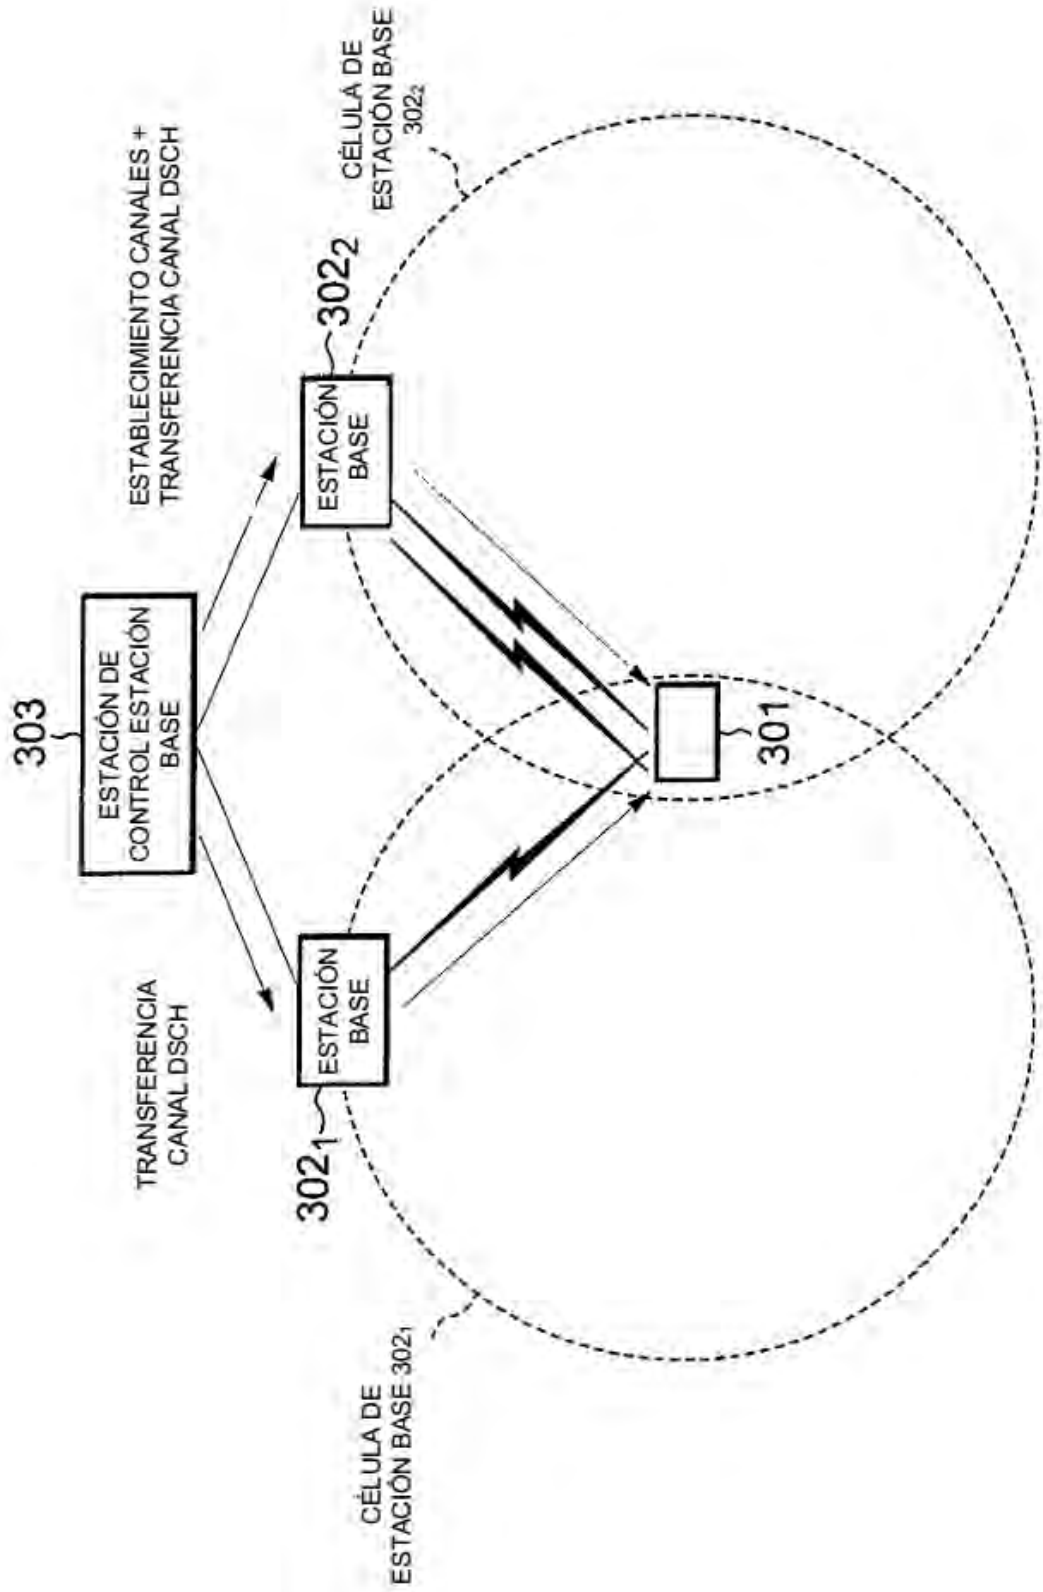 303
ESTACIÓN DE
CONTROL ESTACIÓN
BASE
TRANSFERENCIA
CANAL DSCH
ESTABLECIMIENTO CANALES +
TRANSFERENCIA CANAL DSCH
302₁
ESTACIÓN
BASE
ESTACIÓN
BASE
302₂
CÉLULA DE
ESTACIÓN BASE
302₂
CÉLULA DE
ESTACIÓN BASE 302₁
301